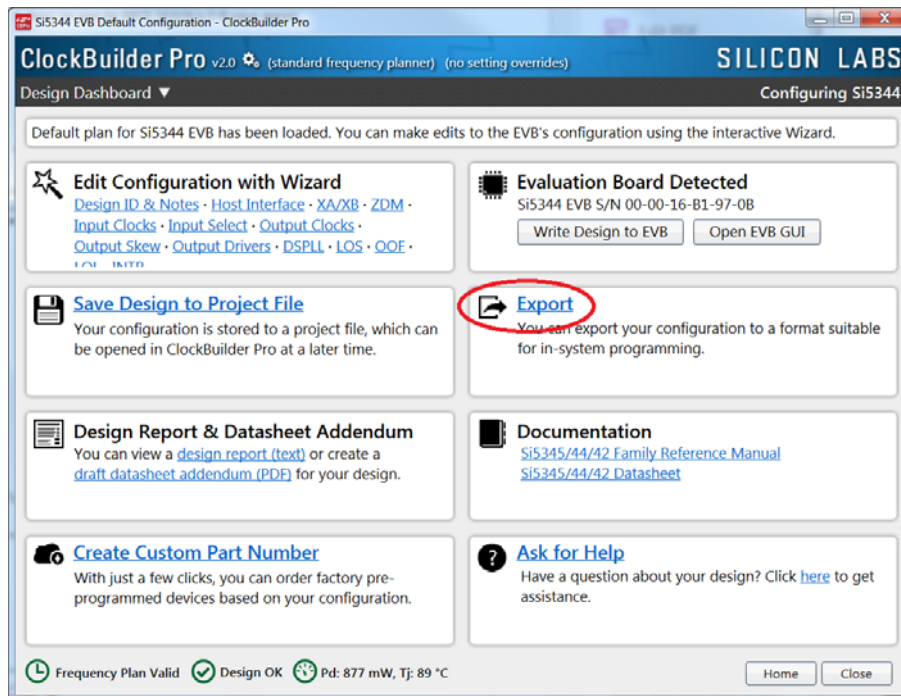 Si5344 EVB Default Configuration - ClockBuilder Pro
ClockBuilder Pro v2.0 (standard frequency planner) (no setting overrides)
SILICON LABS
Design Dashboard ▼
Configuring Si5344
Default plan for Si5344 EVB has been loaded. You can make edits to the EVB's configuration using the interactive Wizard.
Edit Configuration with Wizard
Design ID & Notes · Host Interface · XA/XB · ZDM ·
Input Clocks · Input Select · Output Clocks ·
Output Skew · Output Drivers · DSPLL · LOS · OOF ·
LOL · INTR
Evaluation Board Detected
Si5344 EVB S/N 00-00-16-B1-97-0B
Write Design to EVB
Open EVB GUI
Save Design to Project File
Your configuration is stored to a project file, which can
be opened in ClockBuilder Pro at a later time.
Export
You can export your configuration to a format suitable
for in-system programming.
Design Report & Datasheet Addendum
You can view a design report (text) or create a
draft datasheet addendum (PDF) for your design.
Documentation
Si5345/44/42 Family Reference Manual
Si5345/44/42 Datasheet
Create Custom Part Number
With just a few clicks, you can order factory pre-
programmed devices based on your configuration.
Ask for Help
Have a question about your design? Click here to get
assistance.
Frequency Plan Valid
Design OK
Pd: 877 mW, Tj: 89 °C
Home
Close